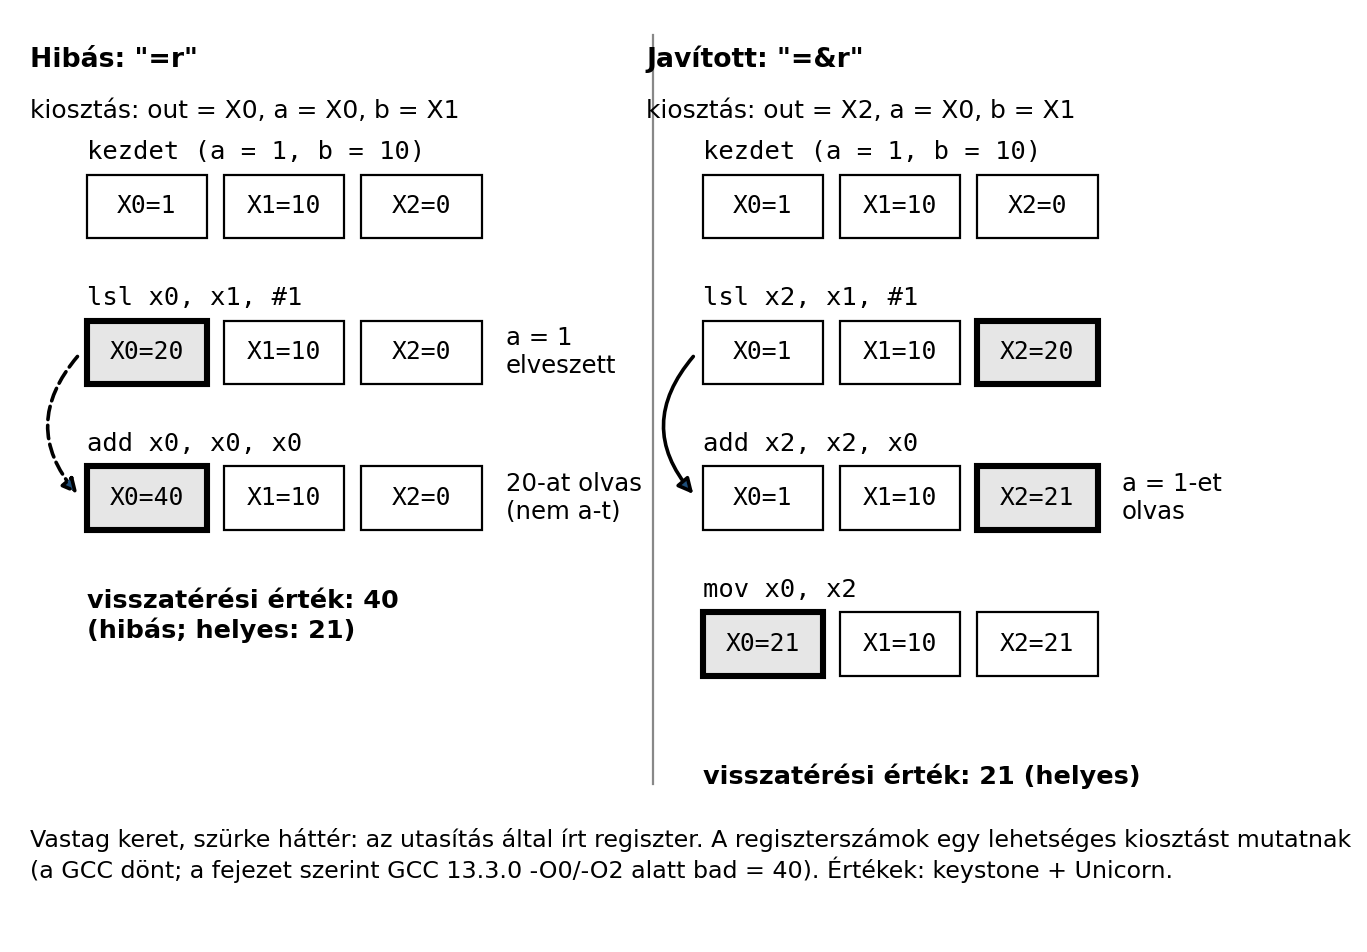 Hibás: "=r"
kiosztás: out = X0, a = X0, b = X1
kezdet (a = 1, b = 10)
X0=1 X1=10 X2=0
lsl x0, x1, #1
X0=20 X1=10 X2=0
a = 1
elveszett
add x0, x0, x0
X0=40 X1=10 X2=0
20-at olvas
(nem a-t)
visszatérési érték: 40
(hibás; helyes: 21)
Javított: "=&r"
kiosztás: out = X2, a = X0, b = X1
kezdet (a = 1, b = 10)
X0=1 X1=10 X2=0
lsl x2, x1, #1
X0=1 X1=10 X2=20
add x2, x2, x0
X0=1 X1=10 X2=21
a = 1-et
olvas
mov x0, x2
X0=21 X1=10 X2=21
visszatérési érték: 21 (helyes)
Vastag keret, szürke háttér: az utasítás által írt regiszter. A regiszterszámok egy lehetséges kiosztást mutatnak
(a GCC dönt; a fejezet szerint GCC 13.3.0 -O0/-O2 alatt bad = 40). Értékek: keystone + Unicorn.